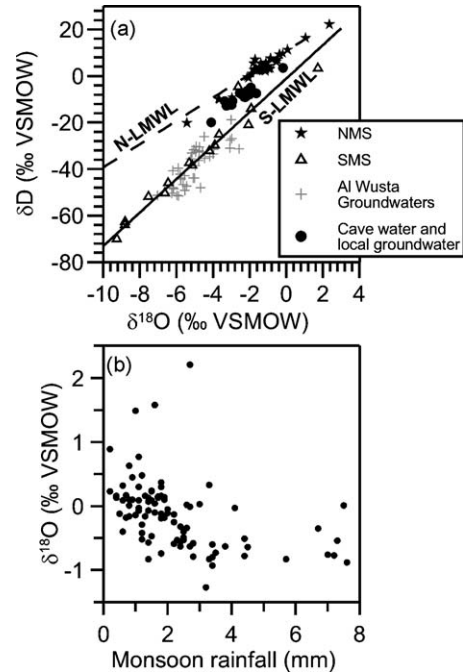 (a)
20
0
-20
-40
-60
-80
δD (‰ VSMOW)
N-LMWL
S-LMWL
-10 -8 -6 -4 -2 0 2 4
δ18O (‰ VSMOW)
NMS
SMS
Al Wusta
Groundwaters
Cave water and
local groundwater
(b)
2
1
0
-1
δ18O (‰ VSMOW)
0 2 4 6 8
Monsoon rainfall (mm)